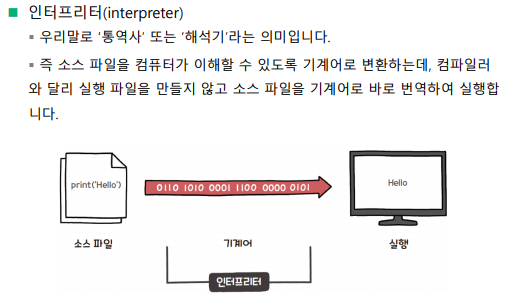 인터프리터(interpreter)
우리말로 '통역사' 또는 '해석기'라는 의미입니다.
즉 소스 파일을 컴퓨터가 이해할 수 있도록 기계어로 변환하는데, 컴파일러
와 달리 실행 파일을 만들지 않고 소스 파일을 기계어로 바로 번역하여 실행합
니다.
print('Hello')
0110 1010 0001 1100 0000 0101
Hello
소스 파일
기계어
실행
인터프리터